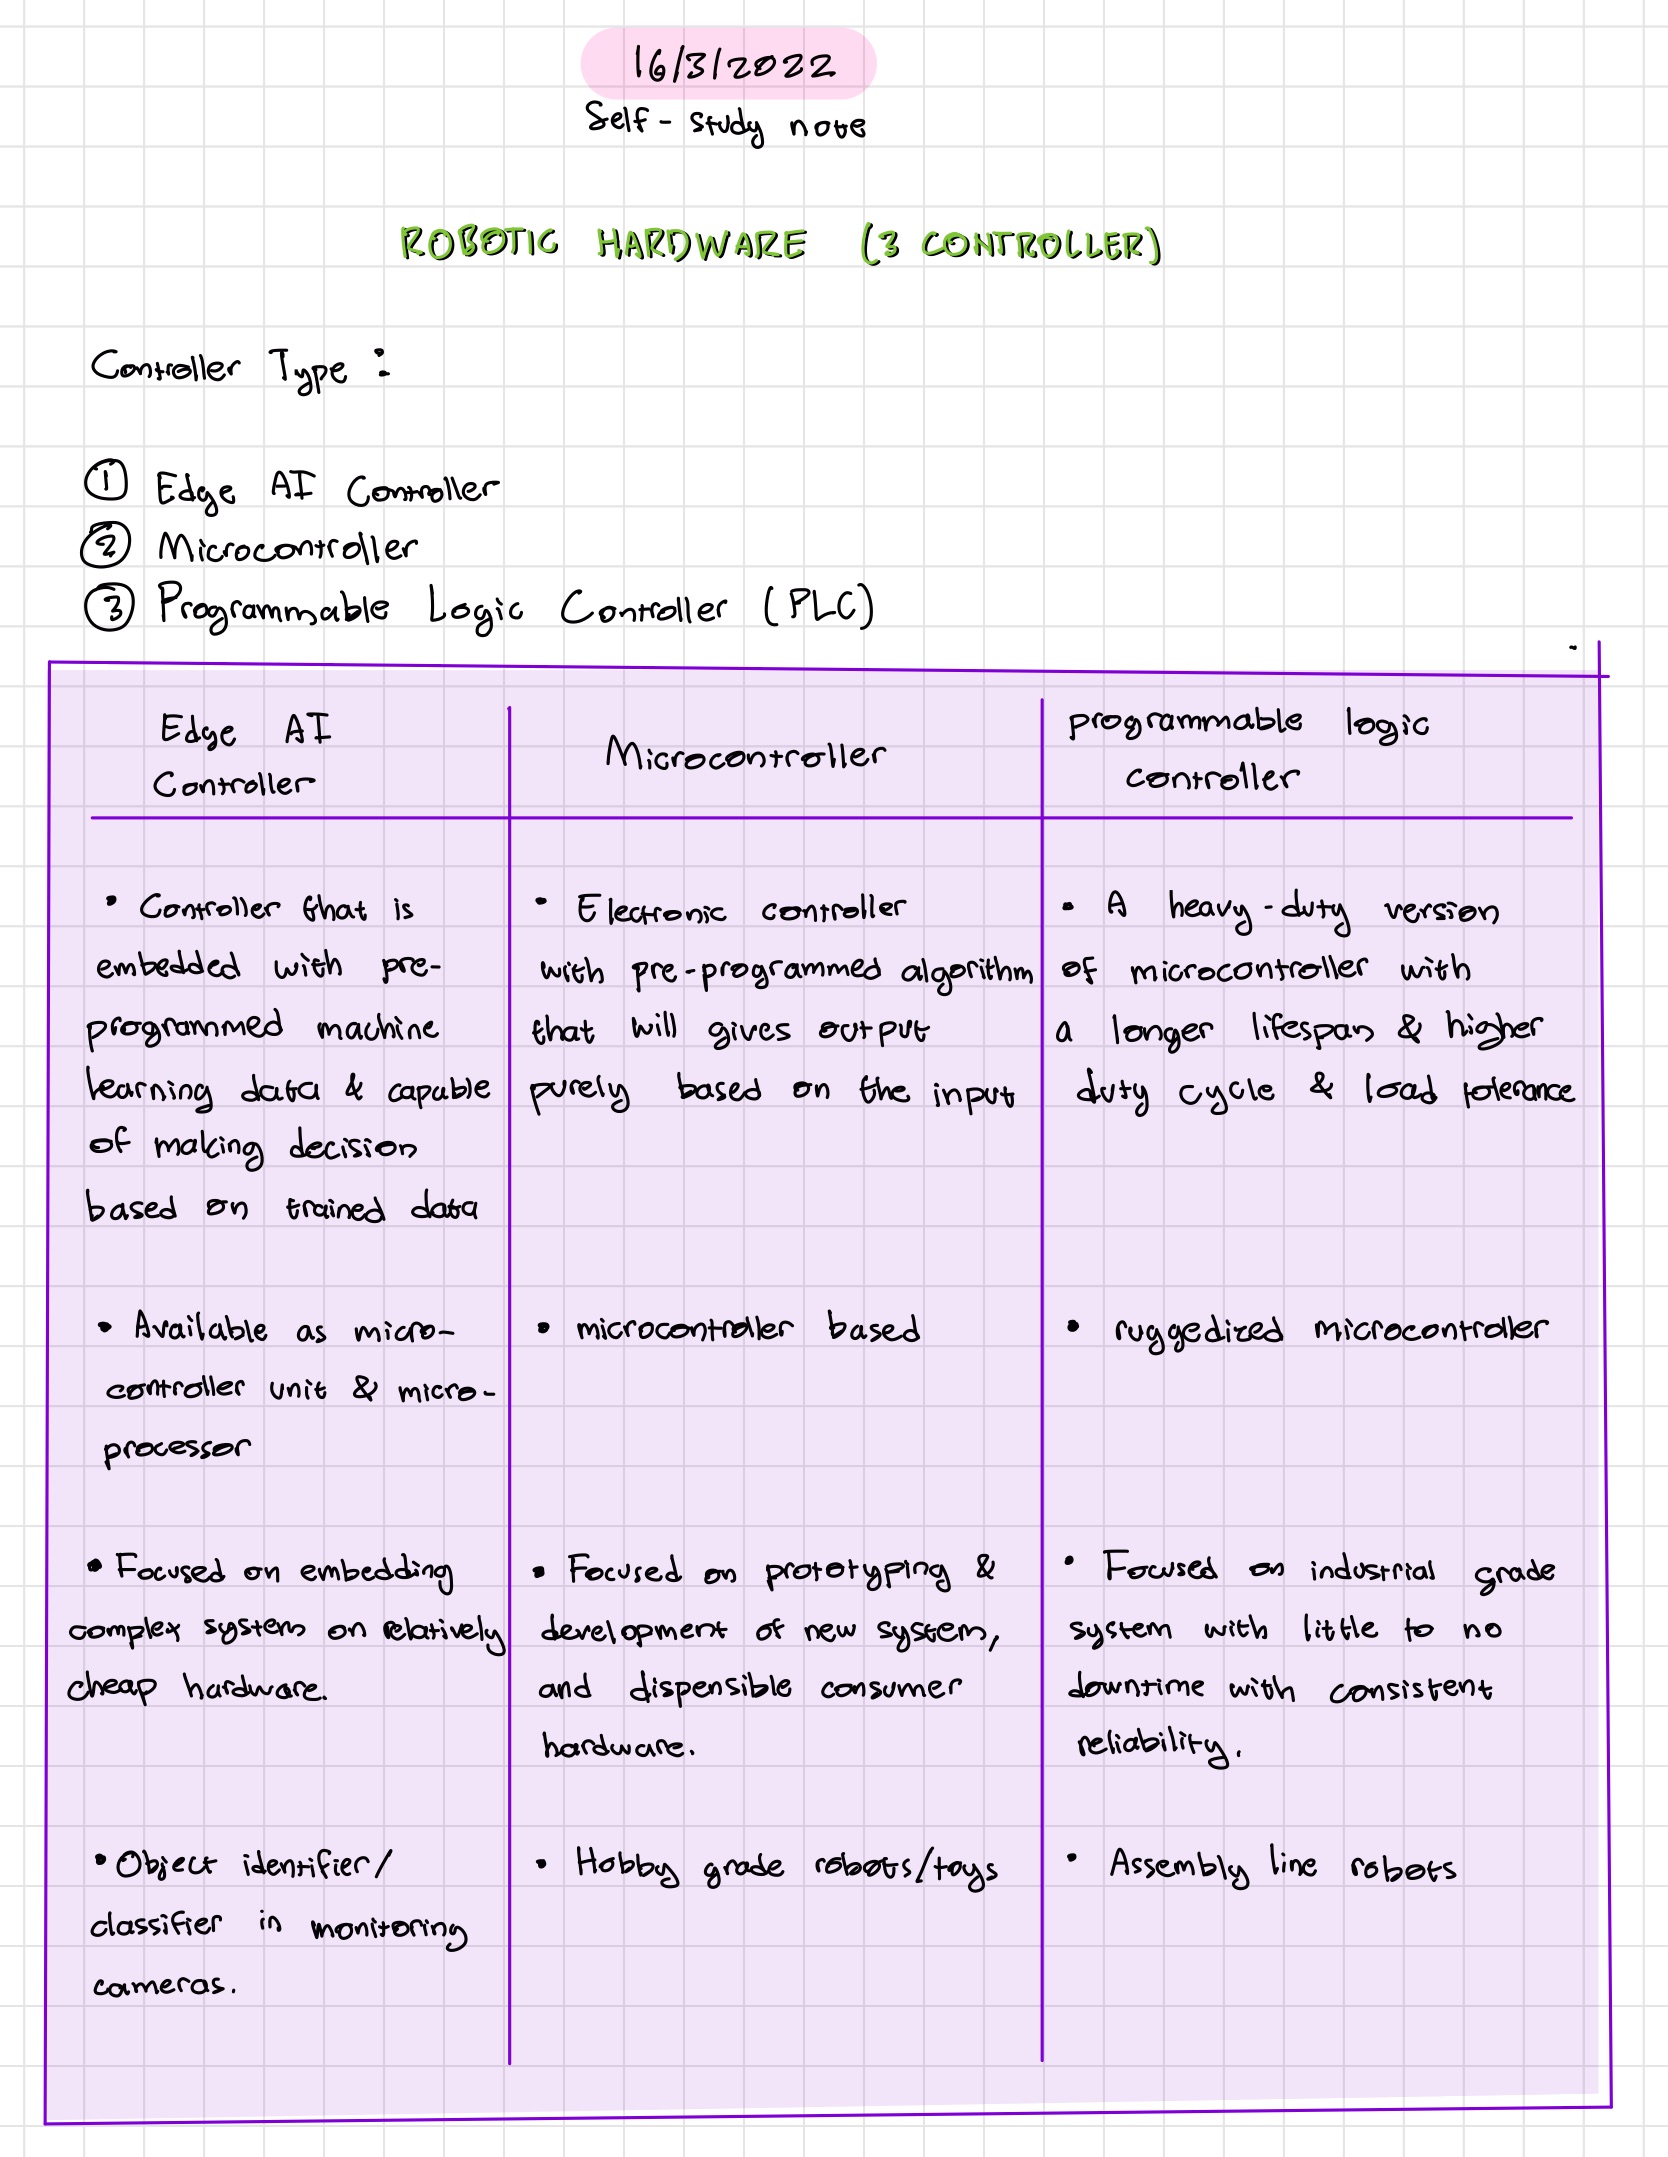 16/3/2022
Self - study note
ROBOTIC HARDWARE (3 CONTROLLER)
Controller Type :
① Edge AI Controller
② Microcontroller
③ Programmable Logic Controller (PLC)
Edge AI
Controller
• Controller that is
embedded with pre-
programmed machine
learning data & capable
of making decision
based on trained data
• Available as micro-
controller unit & micro-
processor
• Focused on embedding
complex system on relatively
cheap hardware.
• Object identifier/
classifier in monitoring
cameras.
Microcontroller
• Electronic controller
with pre-programmed algorithm
that will gives output
purely based on the input
• microcontroller based
• Focused on prototyping &
development of new system,
and dispensible consumer
hardware.
• Hobby grade robots/toys
programmable logic
controller
• A heavy-duty version
of microcontroller with
a longer lifespan & higher
duty cycle & load tolerance
• ruggedized microcontroller
• Focused on industrial grade
system with little to no
downtime with consistent
reliability.
• Assembly line robots